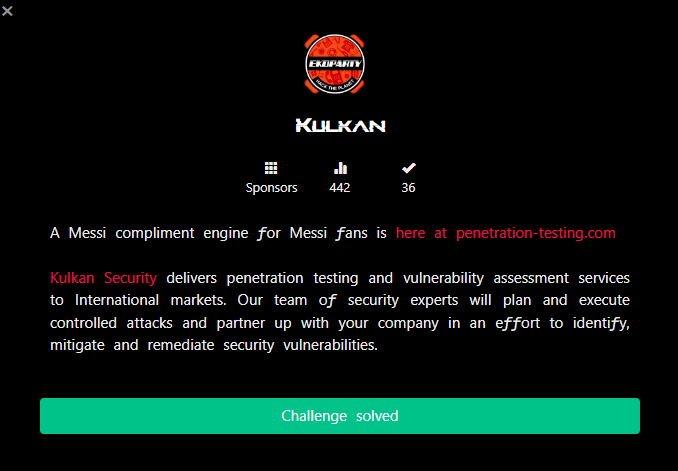 EKOPARTY
HACK THE PLANET
KULKAN
Sponsors 442 36
A Messi compliment engine for Messi fans is here at penetration-testing.com
Kulkan Security delivers penetration testing and vulnerability assessment services
to International markets. Our team of security experts will plan and execute
controlled attacks and partner up with your company in an effort to identify,
mitigate and remediate security vulnerabilities.
Challenge solved